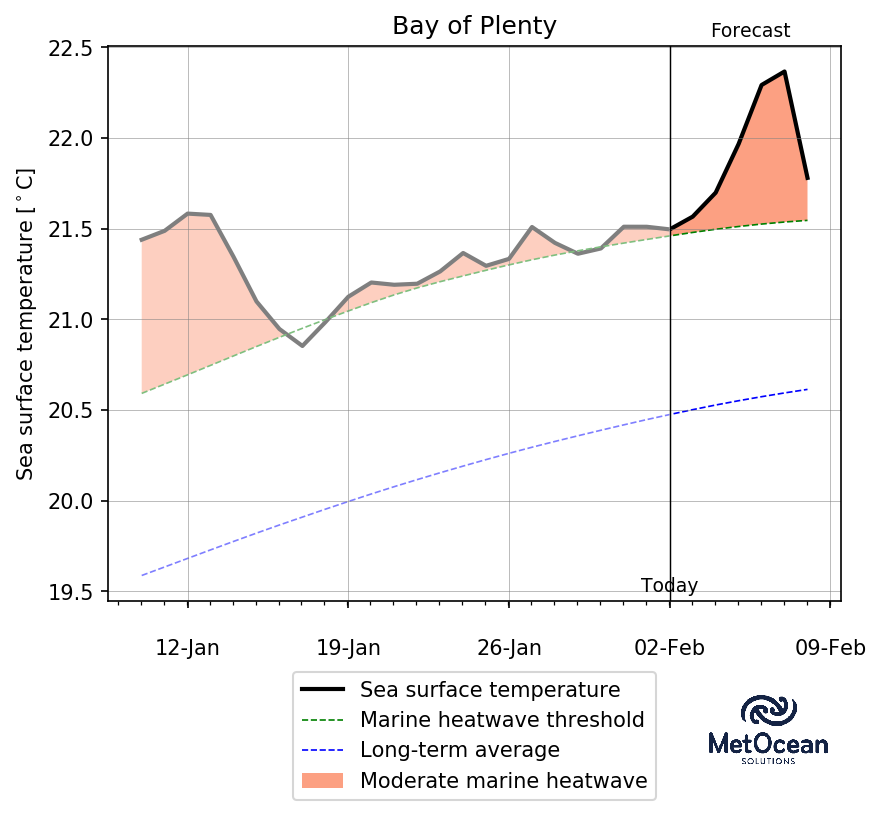 Bay of Plenty
Forecast
Sea surface temperature [°C]
22.5
22.0
21.5
21.0
20.5
20.0
19.5
Today
12-Jan
19-Jan
26-Jan
02-Feb
09-Feb
Sea surface temperature
Marine heatwave threshold
Long-term average
Moderate marine heatwave
MetOcean
SOLUTIONS